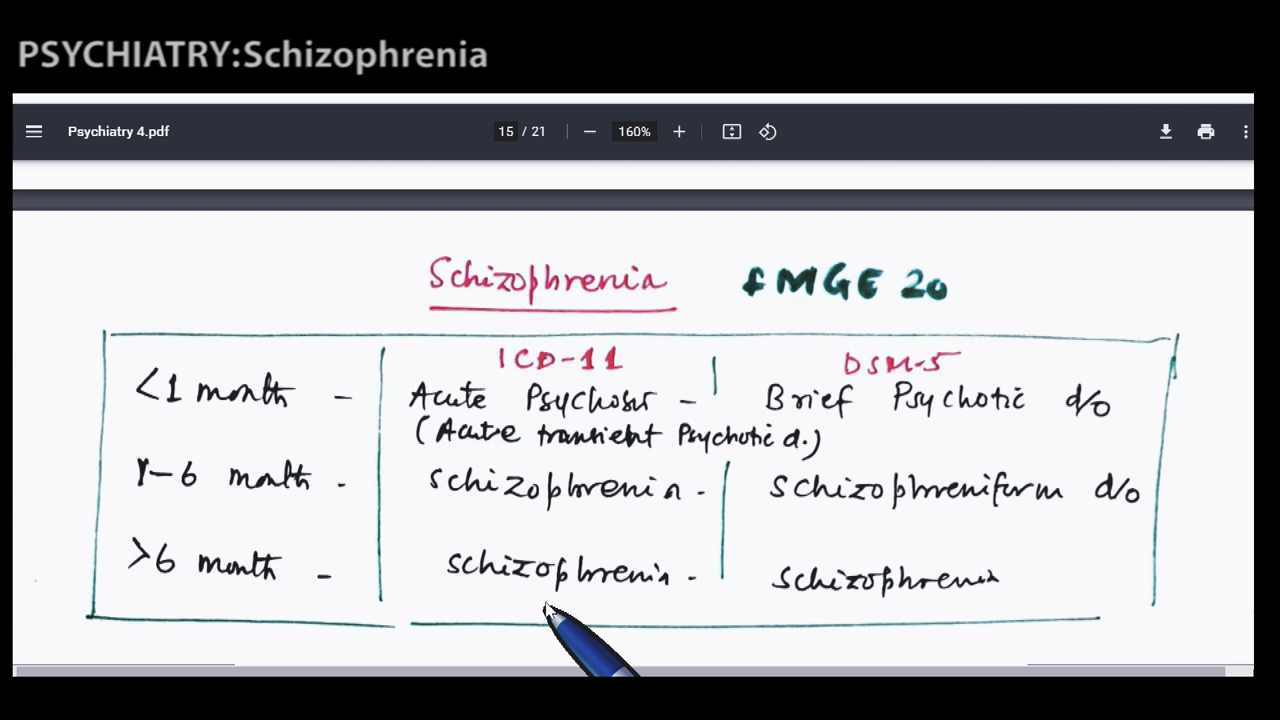 PSYCHIATRY:Schizophrenia
Psychiatry 4.pdf 15 / 21 160%
Schizophrenia fMGE 20
ICD-11 DSM-5
<1 month - Acute Psychosis - Brief Psychotic d/o
(Acute transient Psychotic d.)
1-6 month - schizophrenia - schizophreniform d/o
>6 month - schizophrenia - schizophrenia